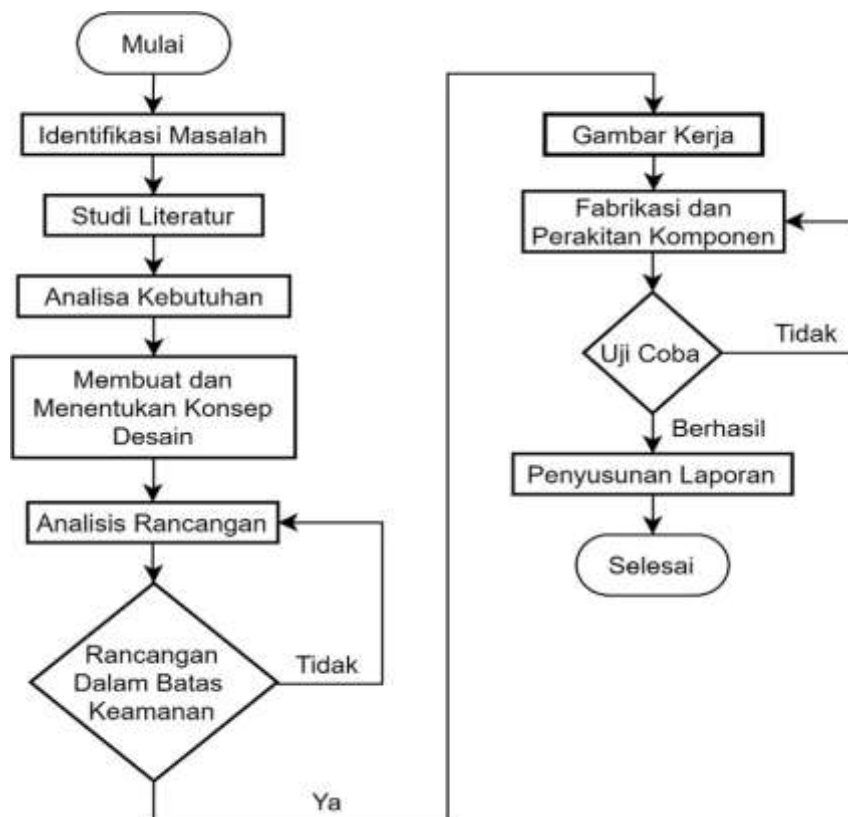 Mulai
Identifikasi Masalah
Studi Literatur
Analisa Kebutuhan
Membuat dan
Menentukan Konsep
Desain
Analisis Rancangan
Rancangan
Dalam Batas
Keamanan
Tidak
Ya
Gambar Kerja
Fabrikasi dan
Perakitan Komponen
Uji Coba
Tidak
Berhasil
Penyusunan Laporan
Selesai